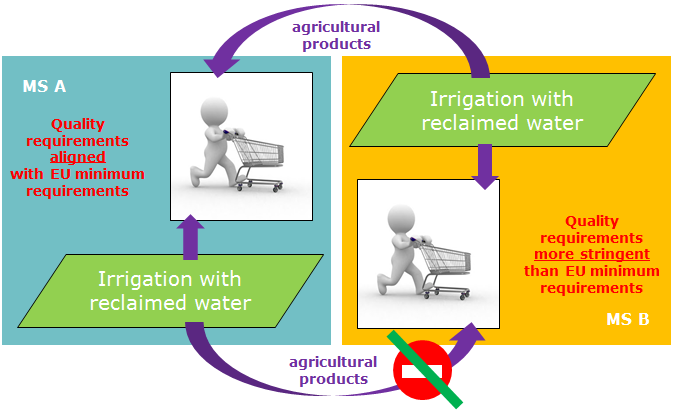 agricultural
products
MS A
Quality
requirements
aligned
with EU minimum
requirements
Irrigation with
reclaimed water
Irrigation with
reclaimed water
Quality
requirements
more stringent
than EU minimum
requirements
MS B
agricultural
products